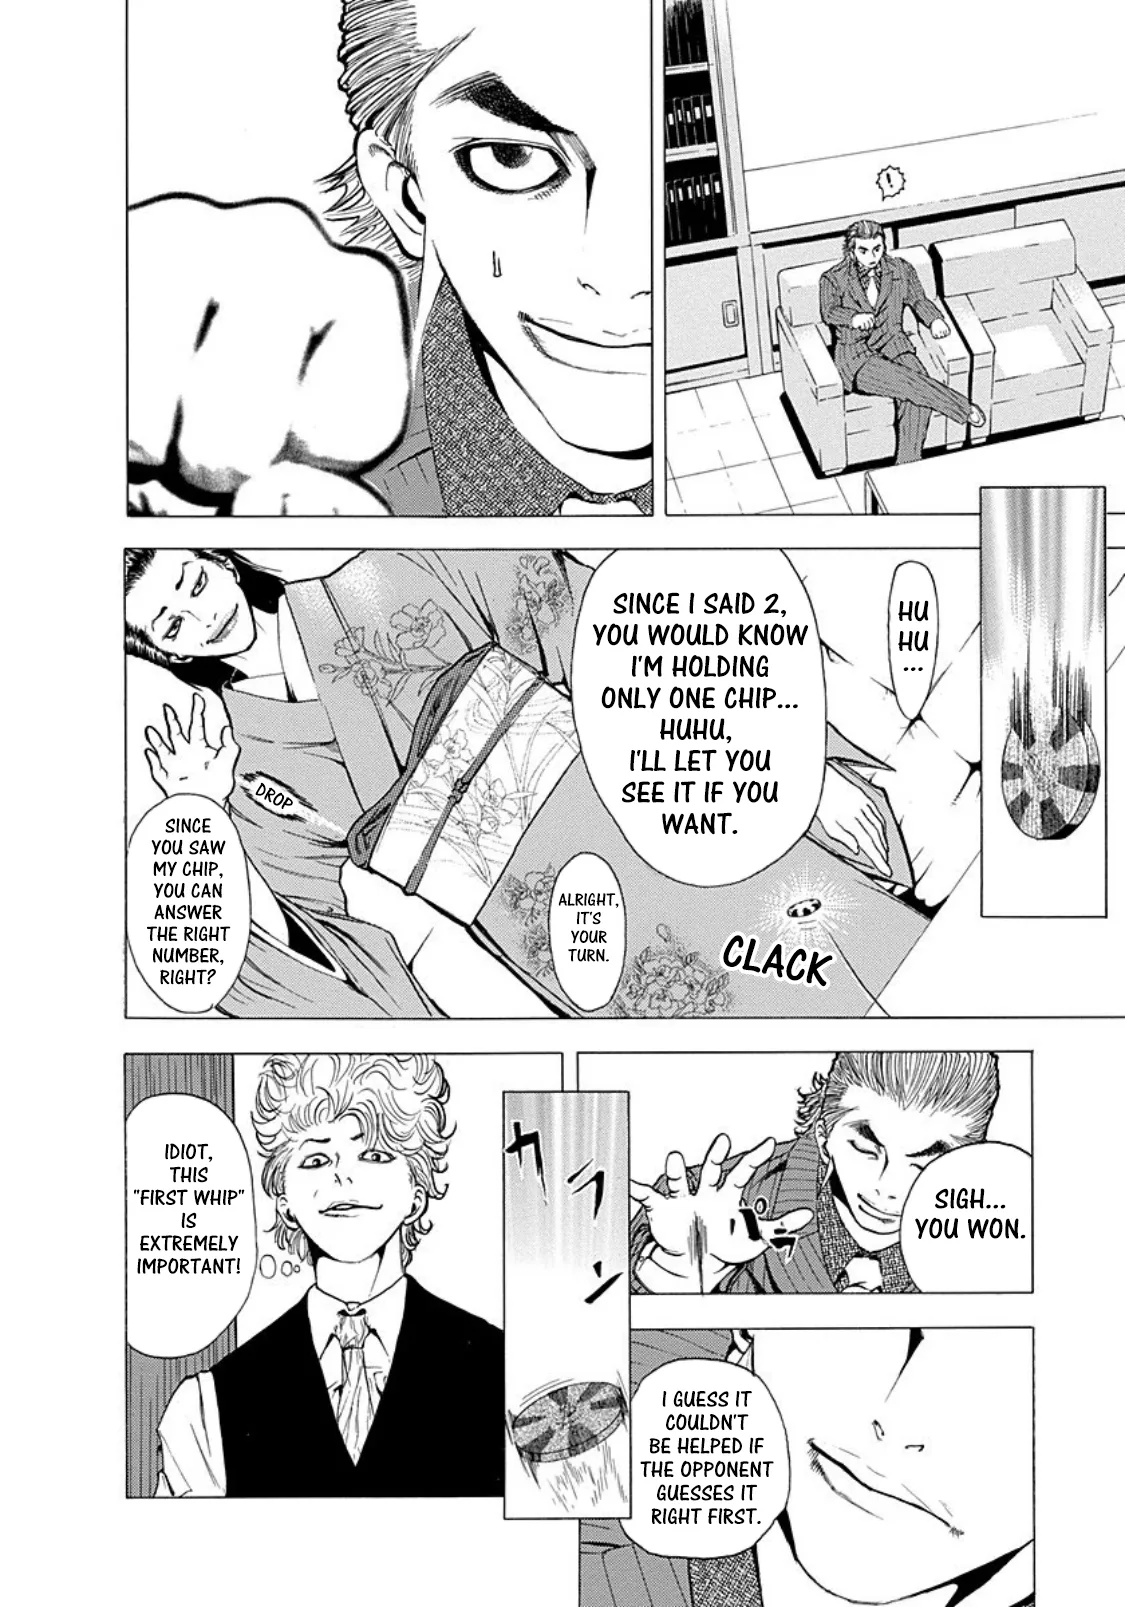 !
HU
HU
...
SINCE I SAID 2,
YOU WOULD KNOW
I'M HOLDING
ONLY ONE CHIP...
HUHU,
I'LL LET YOU
SEE IT IF YOU
WANT.
CLACK
ALRIGHT,
IT'S
YOUR
TURN.
DROP
SINCE
YOU SAW
MY CHIP,
YOU CAN
ANSWER
THE RIGHT
NUMBER,
RIGHT?
SIGH...
YOU WON.
I GUESS IT
COULDN'T
BE HELPED IF
THE OPPONENT
GUESSES IT
RIGHT FIRST.
カッ
ン
IDIOT,
THIS
"FIRST WHIP"
IS
EXTREMELY
IMPORTANT!